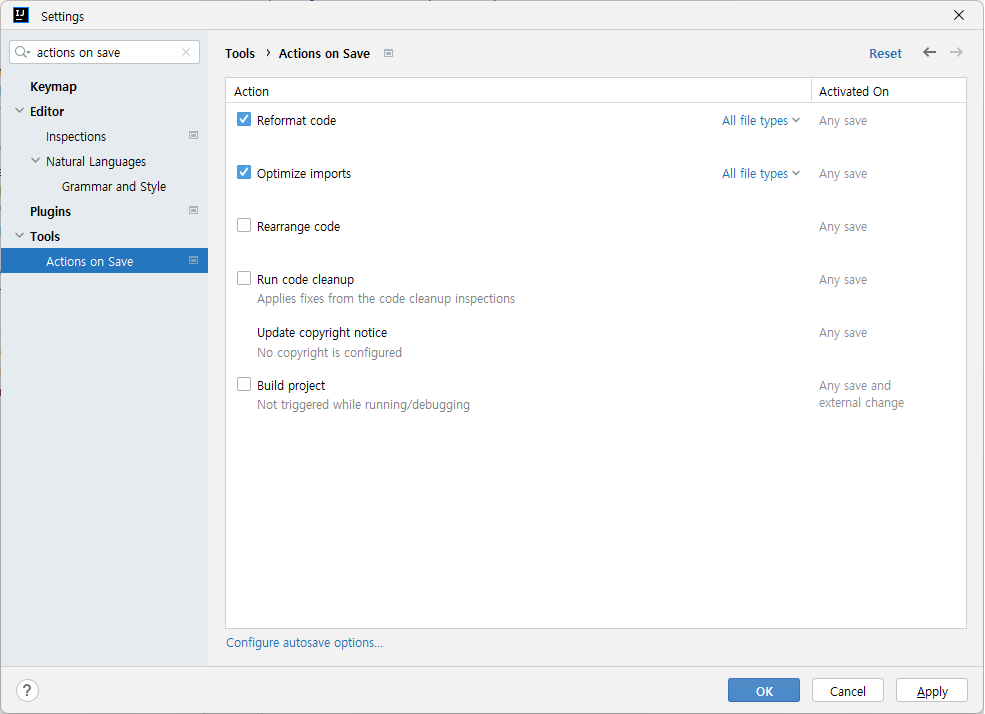 IJ
Settings
actions on save
Keymap
Editor
Inspections
Natural Languages
Grammar and Style
Plugins
Tools
Actions on Save
Tools › Actions on Save
Reset
Action Activated On
Reformat code All file types Any save
Optimize imports All file types Any save
Rearrange code Any save
Run code cleanup Any save
Applies fixes from the code cleanup inspections
Update copyright notice Any save
No copyright is configured
Build project Any save and
Not triggered while running/debugging external change
Configure autosave options...
?
OK Cancel Apply